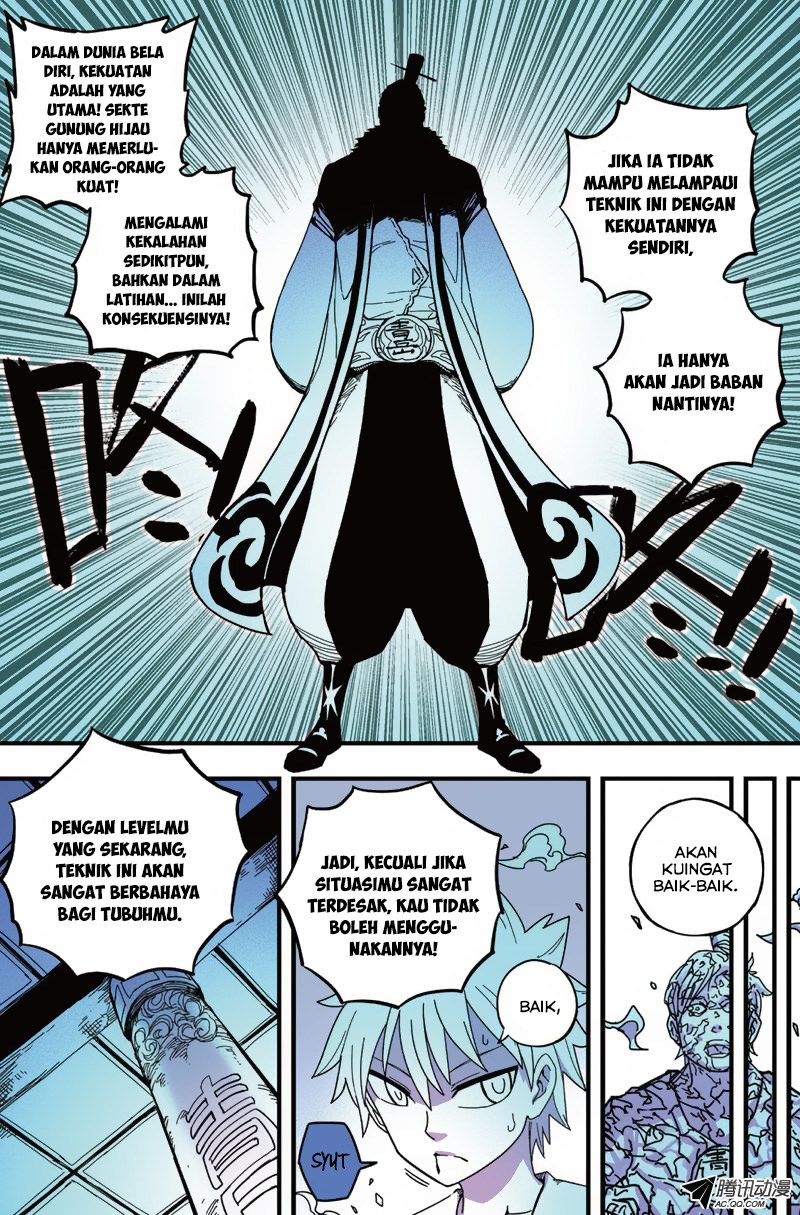 DALAM DUNIA BELA
DIRI, KEKUATAN
ADALAH YANG
UTAMA! SEKTE
GUNUNG HIJAU
HANYA MEMERLU-
KAN ORANG-ORANG
KUAT!
MENGALAMI
KEKALAHAN
SEDIKITPUN,
BAHKAN DALAM
LATIHAN... INILAH
KONSEKUENSINYA!
JIKA IA TIDAK
MAMPU MELAMPAUI
TEKNIK INI DENGAN
KEKUATANNYA
SENDIRI,
IA HANYA
AKAN JADI BABAN
NANTINYA!
青山
DENGAN LEVELMU
YANG SEKARANG,
TEKNIK INI AKAN
SANGAT BERBAHAYA
BAGI TUBUHMU.
JADI, KECUALI JIKA
SITUASIMU SANGAT
TERDESAK, KAU TIDAK
BOLEH MENGGU-
NAKANNYA!
BAIK,
SYUT
AKAN
KUINGAT
BAIK-BAIK.
青
青
腾讯动漫
AC.QQ.COM